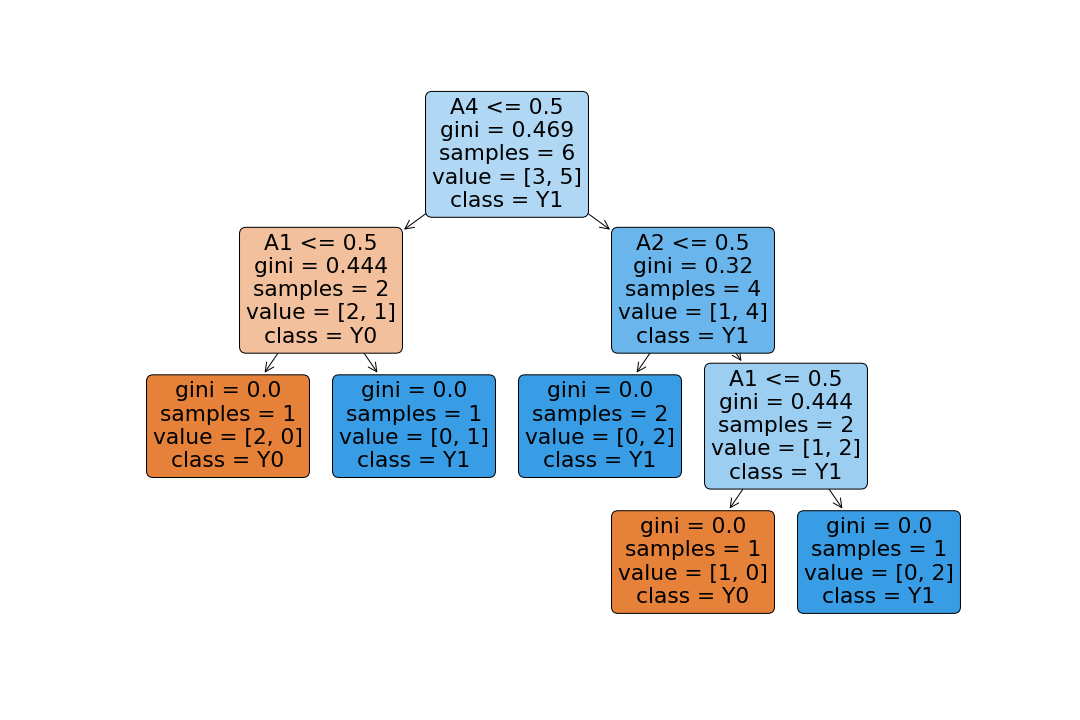 A4 <= 0.5
gini = 0.469
samples = 6
value = [3, 5]
class = Y1
A1 <= 0.5
gini = 0.444
samples = 2
value = [2, 1]
class = Y0
A2 <= 0.5
gini = 0.32
samples = 4
value = [1, 4]
class = Y1
gini = 0.0
samples = 1
value = [2, 0]
class = Y0
gini = 0.0
samples = 1
value = [0, 1]
class = Y1
gini = 0.0
samples = 2
value = [0, 2]
class = Y1
A1 <= 0.5
gini = 0.444
samples = 2
value = [1, 2]
class = Y1
gini = 0.0
samples = 1
value = [1, 0]
class = Y0
gini = 0.0
samples = 1
value = [0, 2]
class = Y1